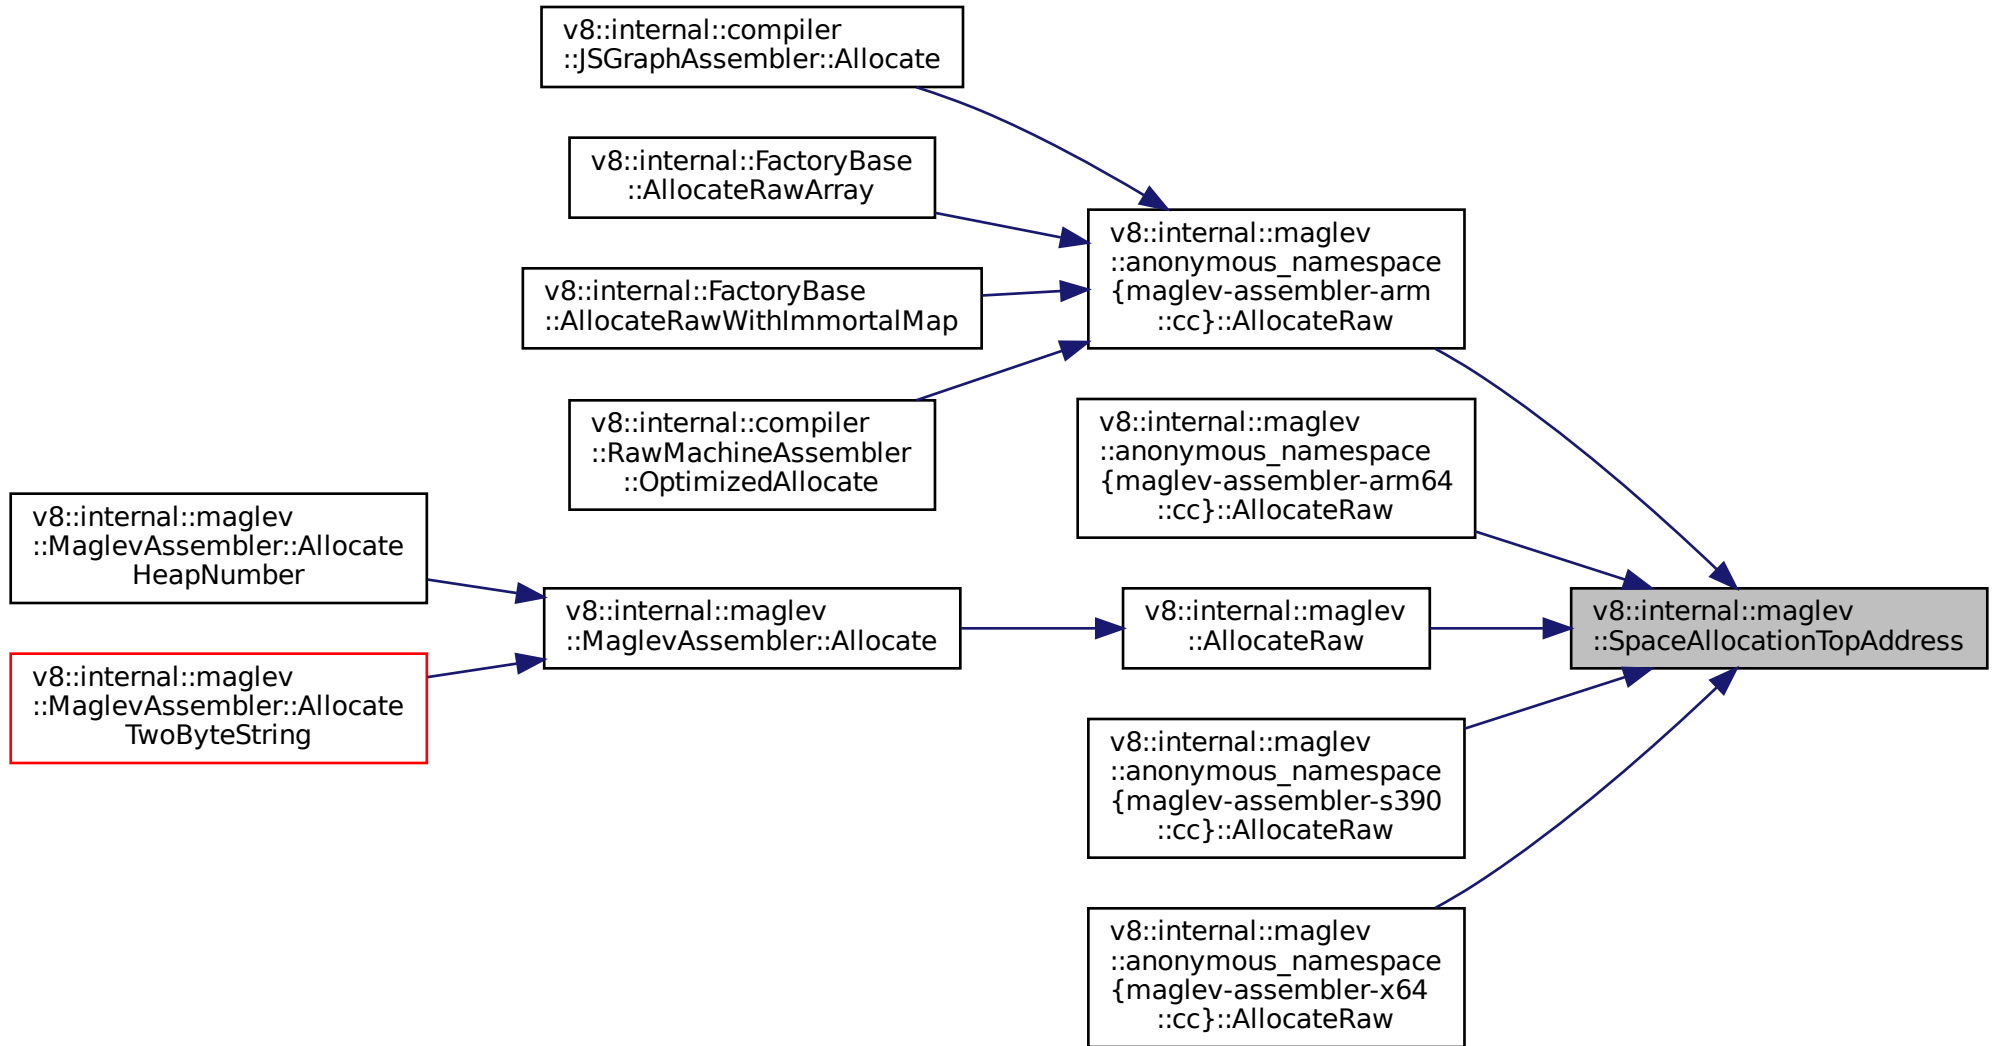 v8::internal::compiler
::JSGraphAssembler::Allocate
v8::internal::FactoryBase
::AllocateRawArray
v8::internal::FactoryBase
::AllocateRawWithImmortalMap
v8::internal::compiler
::RawMachineAssembler
::OptimizedAllocate
v8::internal::maglev
::anonymous_namespace
{maglev-assembler-arm
::cc}::AllocateRaw
v8::internal::maglev
::anonymous_namespace
{maglev-assembler-arm64
::cc}::AllocateRaw
v8::internal::maglev
::MaglevAssembler::Allocate
HeapNumber
v8::internal::maglev
::MaglevAssembler::Allocate
TwoByteString
v8::internal::maglev
::MaglevAssembler::Allocate
v8::internal::maglev
::AllocateRaw
v8::internal::maglev
::SpaceAllocationTopAddress
v8::internal::maglev
::anonymous_namespace
{maglev-assembler-s390
::cc}::AllocateRaw
v8::internal::maglev
::anonymous_namespace
{maglev-assembler-x64
::cc}::AllocateRaw